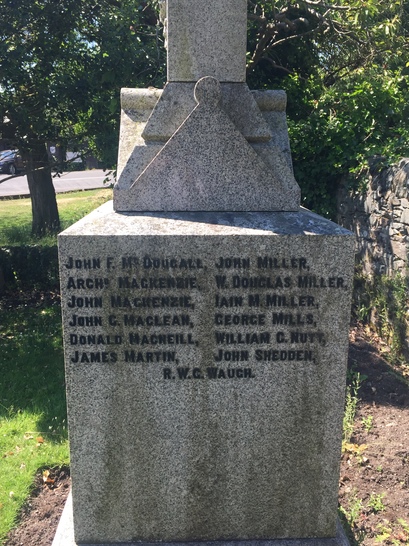 JOHN F. McDOUGALL, JOHN MILLER,
ARCHD MACKENZIE, W. DOUGLAS MILLER,
JOHN MACKENZIE, IAIN M. MILLER,
JOHN C. MACLEAN, GEORGE MILLS,
DONALD MACNEILL, WILLIAM C. NUTT,
JAMES MARTIN, JOHN SHEDDEN,
R.W.G. WAUGH.